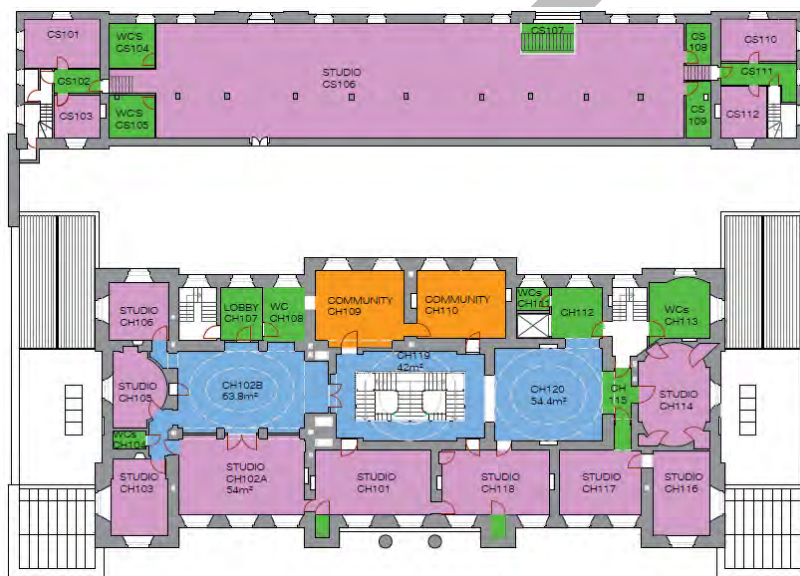 CS101
WC'S
CS104
CS107
CS
108
CS110
CS102
STUDIO
CS106
CS111
CS103
WC'S
CS105
CS
109
CS112
STUDIO
CH106
LOBBY
CH107
WC
CH108
COMMUNITY
CH109
COMMUNITY
CH110
WCs
CH111
CH112
WCs
CH113
STUDIO
CH105
CH102B
63.8m²
CH119
42m²
CH120
54.4m²
CH
115
STUDIO
CH114
WCs
CH104
STUDIO
CH103
STUDIO
CH102A
54m²
STUDIO
CH101
STUDIO
CH118
STUDIO
CH117
STUDIO
CH116